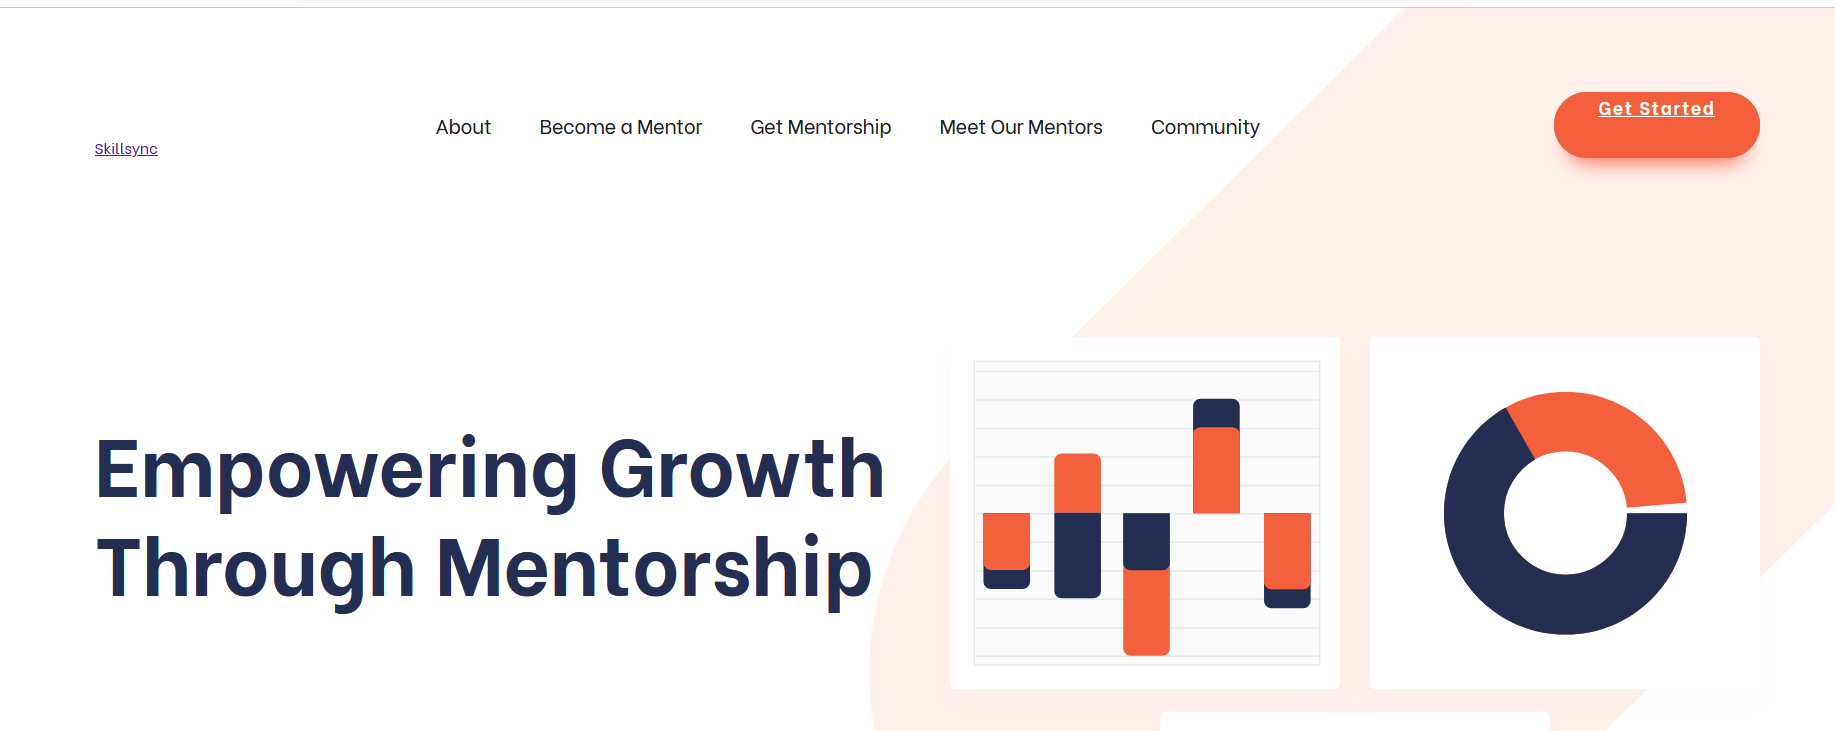 Skillsync
About
Become a Mentor
Get Mentorship
Meet Our Mentors
Community
Get Started
Empowering Growth
Through Mentorship